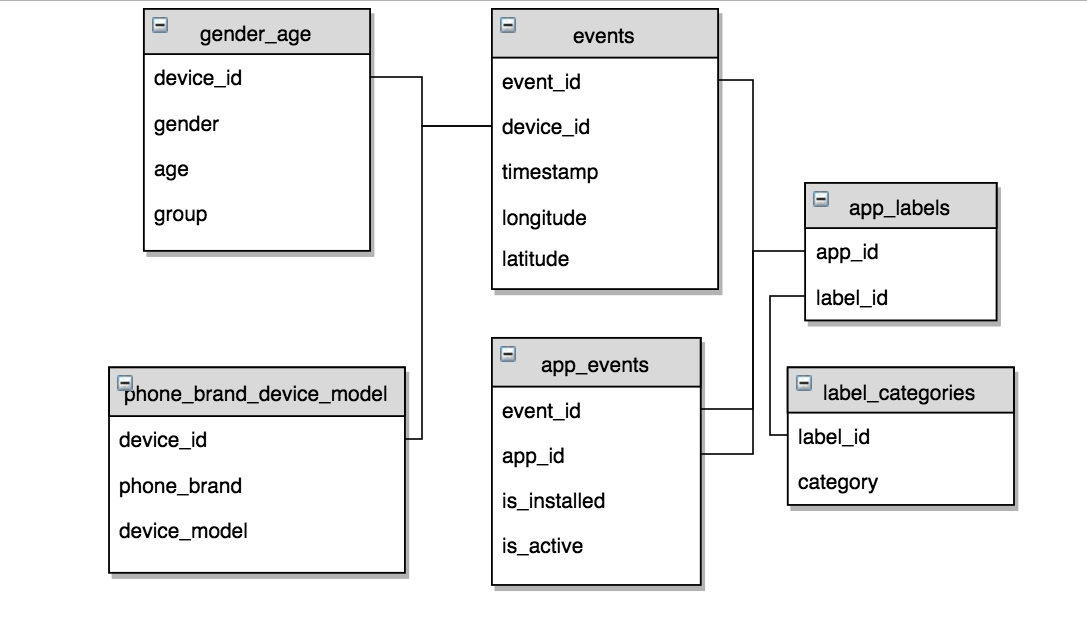 gender_age
device_id
gender
age
group
events
event_id
device_id
timestamp
longitude
latitude
app_labels
app_id
label_id
phone_brand_device_model
device_id
phone_brand
device_model
app_events
event_id
app_id
is_installed
is_active
label_categories
label_id
category